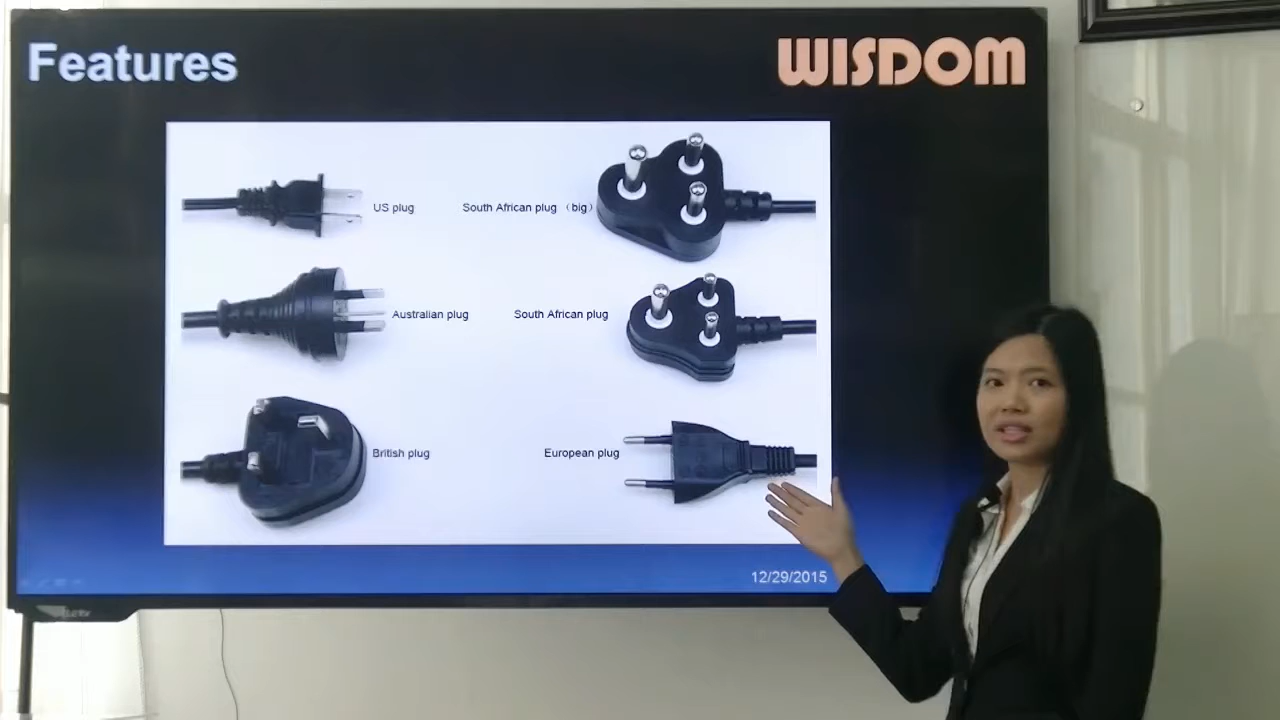 Features
WISDOM
US plug
South African plug （big）
Australian plug
South African plug
British plug
European plug
12/29/2015